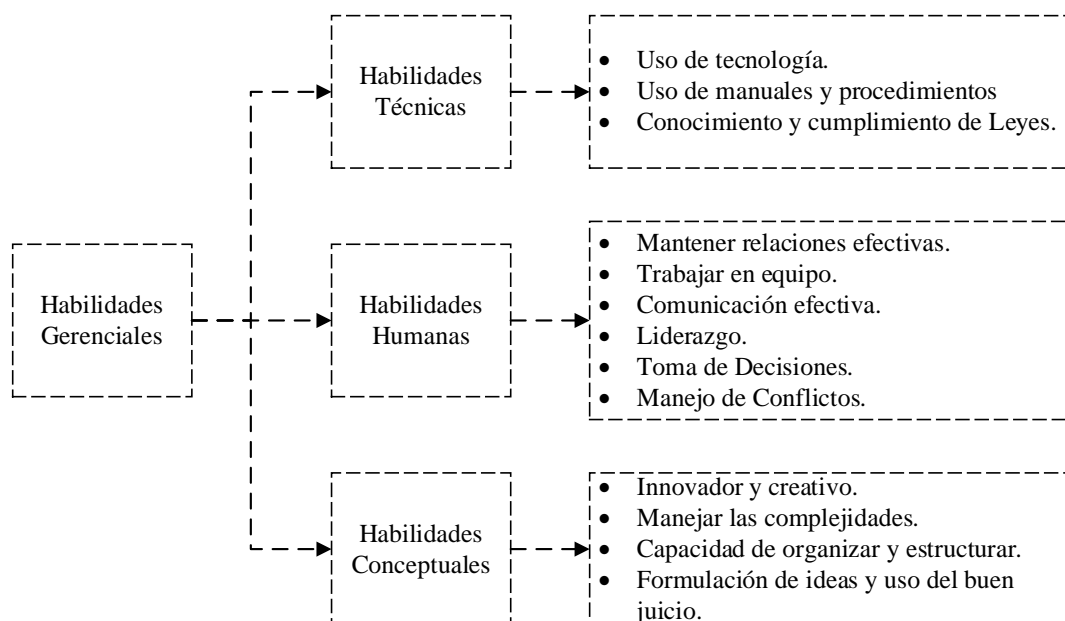 Habilidades
Gerenciales
Habilidades
Técnicas
• Uso de tecnología.
• Uso de manuales y procedimientos
• Conocimiento y cumplimiento de Leyes.
Habilidades
Humanas
• Mantener relaciones efectivas.
• Trabajar en equipo.
• Comunicación efectiva.
• Liderazgo.
• Toma de Decisiones.
• Manejo de Conflictos.
Habilidades
Conceptuales
• Innovador y creativo.
• Manejar las complejidades.
• Capacidad de organizar y estructurar.
• Formulación de ideas y uso del buen
juicio.